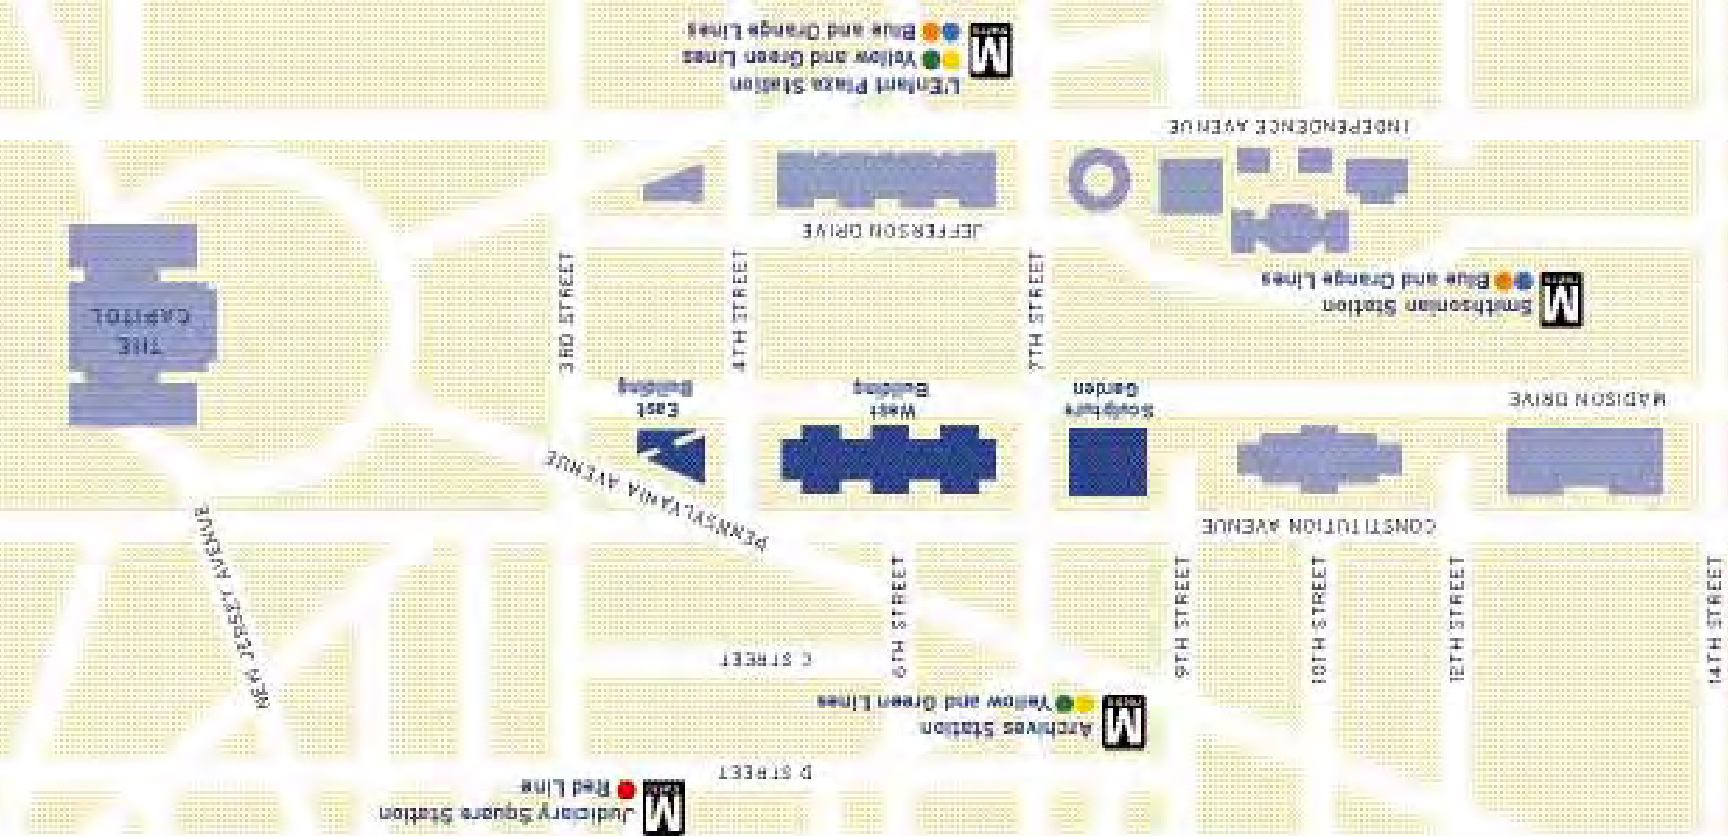 Judiciary Square Station
Red Line
D STREET
Archives Station
Yellow and Green Lines
C STREET
NEW JERSEY AVENUE
6TH STREET
9TH STREET
10TH STREET
12TH STREET
14TH STREET
PENNSYLVANIA AVENUE
CONSTITUTION AVENUE
East
Building
West
Building
Sculpture
Garden
MADISON DRIVE
THE
CAPITOL
3RD STREET
4TH STREET
7TH STREET
Smithsonian Station
Blue and Orange Lines
JEFFERSON DRIVE
INDEPENDENCE AVENUE
L'Enfant Plaza Station
Yellow and Green Lines
Blue and Orange Lines
M
M
M
M